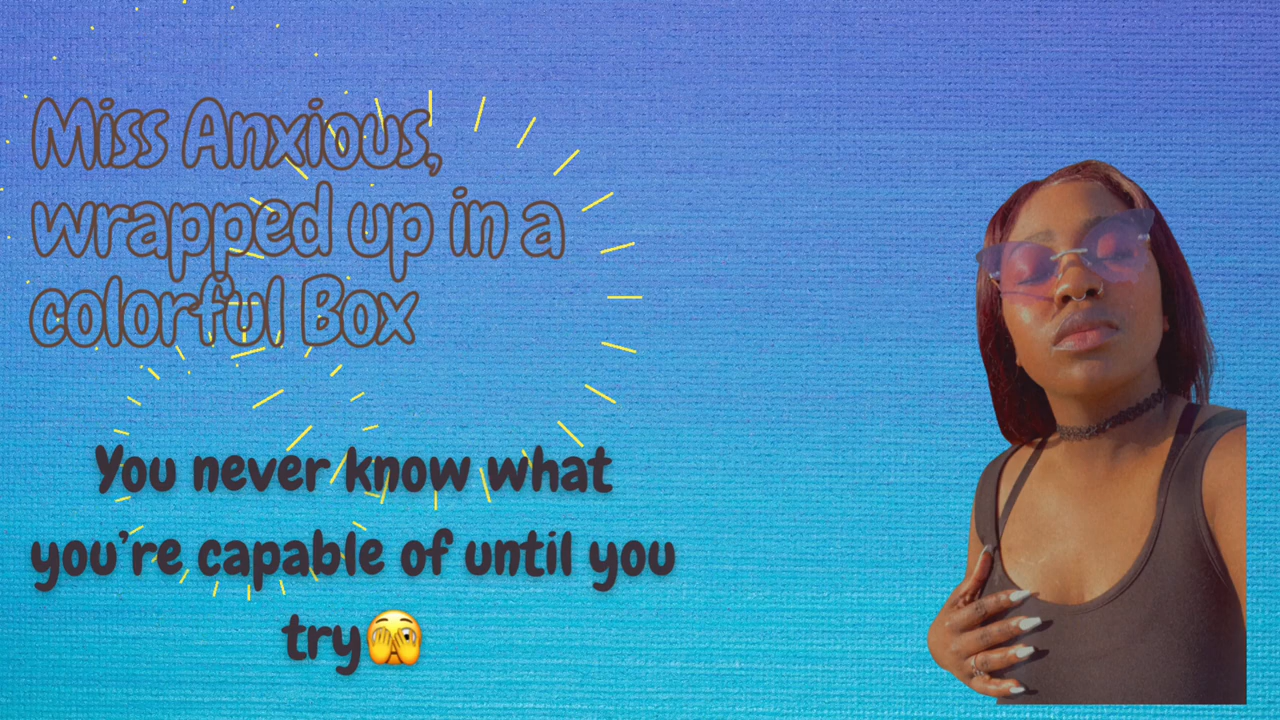 Miss Anxious,
wrapped up in a
colorful Box
You never know what
you're capable of until you
try🫣